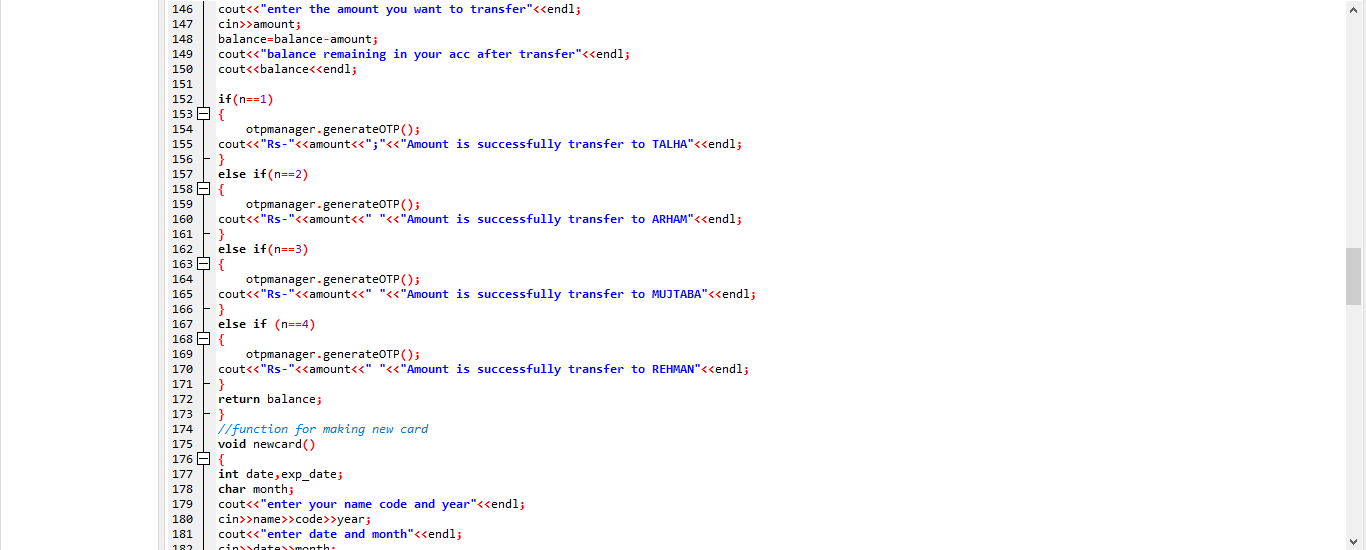 146 cout<<"enter the amount you want to transfer"<<endl;
147 cin>>amount;
148 balance=balance-amount;
149 cout<<"balance remaining in your acc after transfer"<<endl;
150 cout<<balance<<endl;
151
152 if(n==1)
153 {
154 otpmanager.generateOTP();
155 cout<<"Rs-"<<amount<<";"<<"Amount is successfully transfer to TALHA"<<endl;
156 }
157 else if(n==2)
158 {
159 otpmanager.generateOTP();
160 cout<<"Rs-"<<amount<<" "<<"Amount is successfully transfer to ARHAM"<<endl;
161 }
162 else if(n==3)
163 {
164 otpmanager.generateOTP();
165 cout<<"Rs-"<<amount<<" "<<"Amount is successfully transfer to MUJTABA"<<endl;
166 }
167 else if (n==4)
168 {
169 otpmanager.generateOTP();
170 cout<<"Rs-"<<amount<<" "<<"Amount is successfully transfer to REHMAN"<<endl;
171 }
172 return balance;
173 }
174 //function for making new card
175 void newcard()
176 {
177 int date,exp_date;
178 char month;
179 cout<<"enter your name code and year"<<endl;
180 cin>>name>>code>>year;
181 cout<<"enter date and month"<<endl;
182 cin>>date>>month;